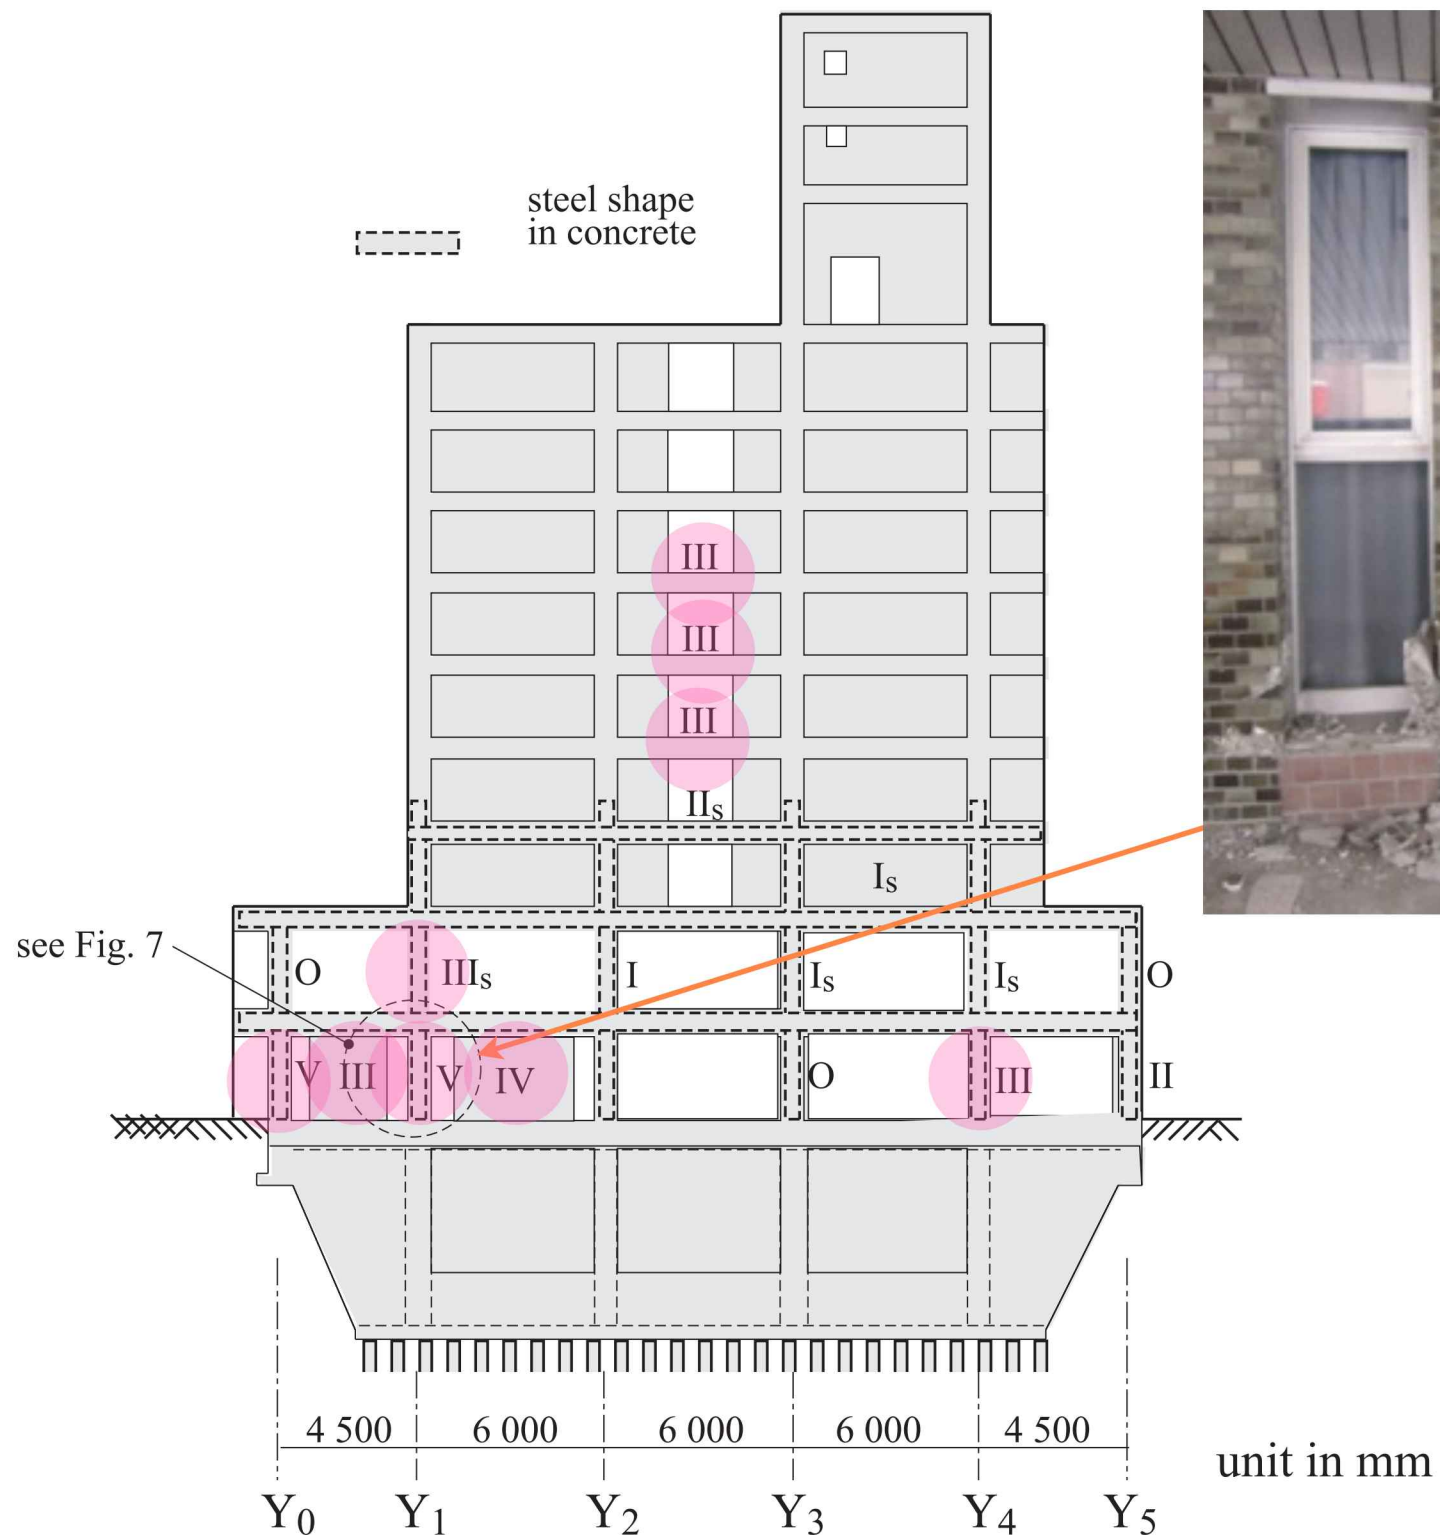 steel shape
in concrete
III
III
III
IIs
Is
see Fig. 7
O IIIs I Is Is O
V III V IV O III II
4 500 6 000 6 000 6 000 4 500
unit in mm
Y0 Y1 Y2 Y3 Y4 Y5